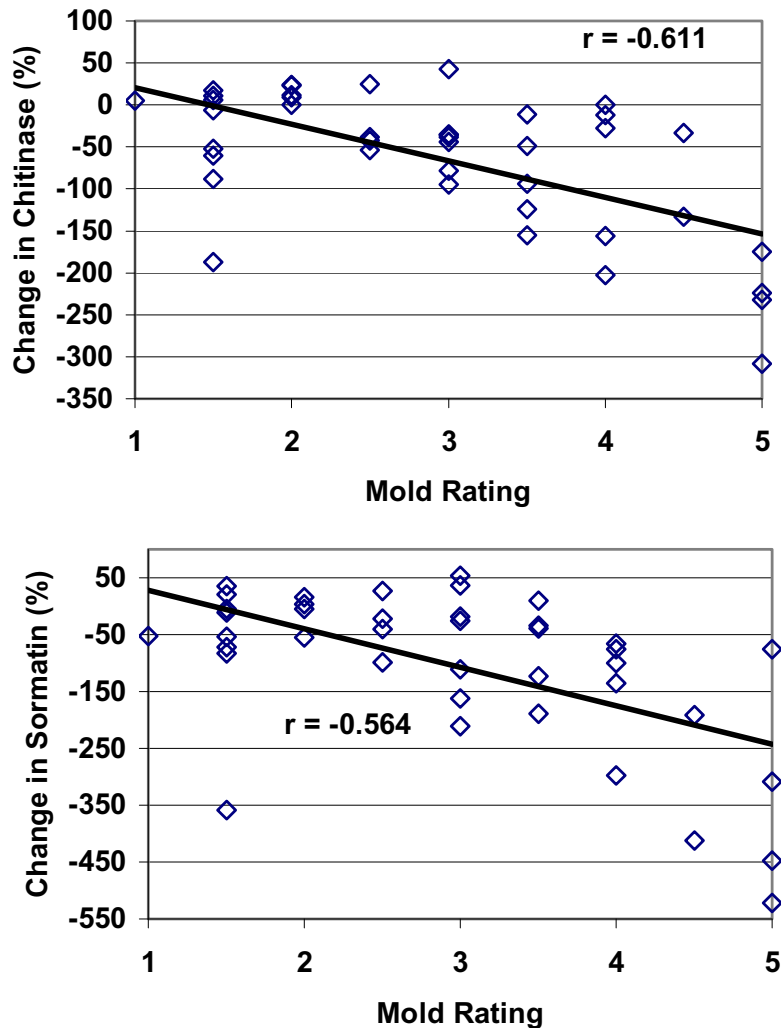 100
r = -0.611
50
0
-50
-100
-150
-200
-250
-300
-350
Change in Chitinase (%)
1 2 3 4 5
Mold Rating
50
-50
-150
-250
-350
-450
-550
Change in Sormatin (%)
r = -0.564
1 2 3 4 5
Mold Rating